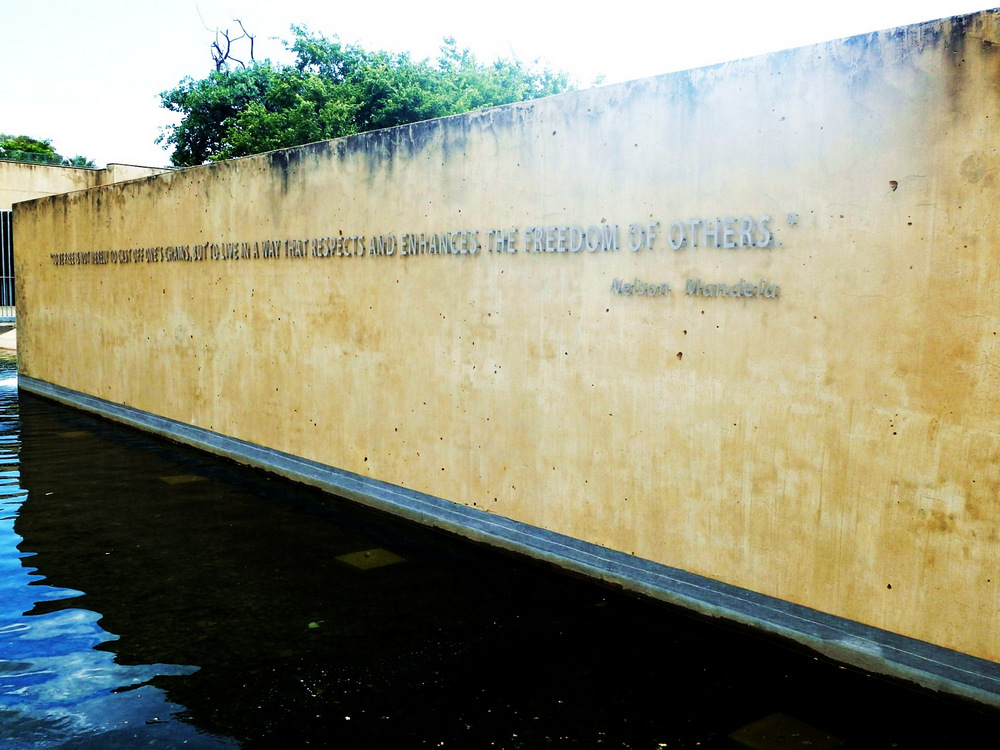 "TO BE FREE IS NOT MERELY TO CAST OFF ONE'S CHAINS, BUT TO LIVE IN A WAY THAT RESPECTS AND ENHANCES THE FREEDOM OF OTHERS."
Nelson Mandela